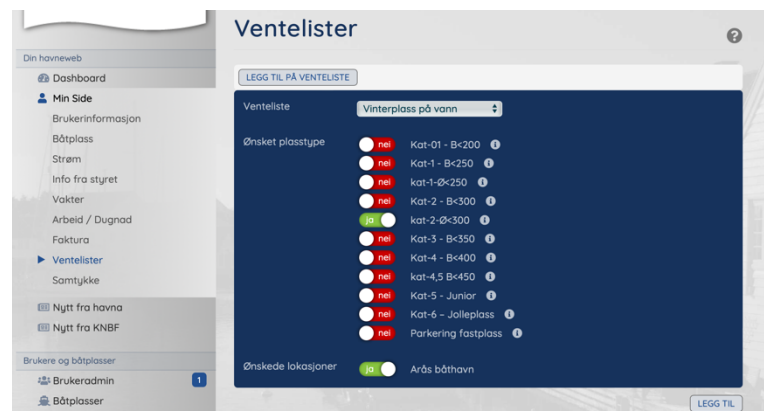 Ventelister
Din havneweb
Dashboard
Min Side
Brukerinformasjon
Båtplass
Strøm
Info fra styret
Vakter
Arbeid / Dugnad
Faktura
Ventelister
Samtykke
Nytt fra havna
Nytt fra KNBF
Brukere og båtplasser
Brukeradmin 1
Båtplasser
LEGG TIL PÅ VENTELISTE
Venteliste Vinterplass på vann
Ønsket plasstype nei Kat-01 - B<200
nei Kat-1 - B<250
nei kat-1-Ø<250
nei Kat-2 - B<300
ja kat-2-Ø<300
nei Kat-3 - B<350
nei Kat-4 - B<400
nei kat-4,5 B<450
nei Kat-5 - Junior
nei Kat-6 – Jolleplass
nei Parkering fastplass
Ønskede lokasjoner ja Arås båthavn
LEGG TIL